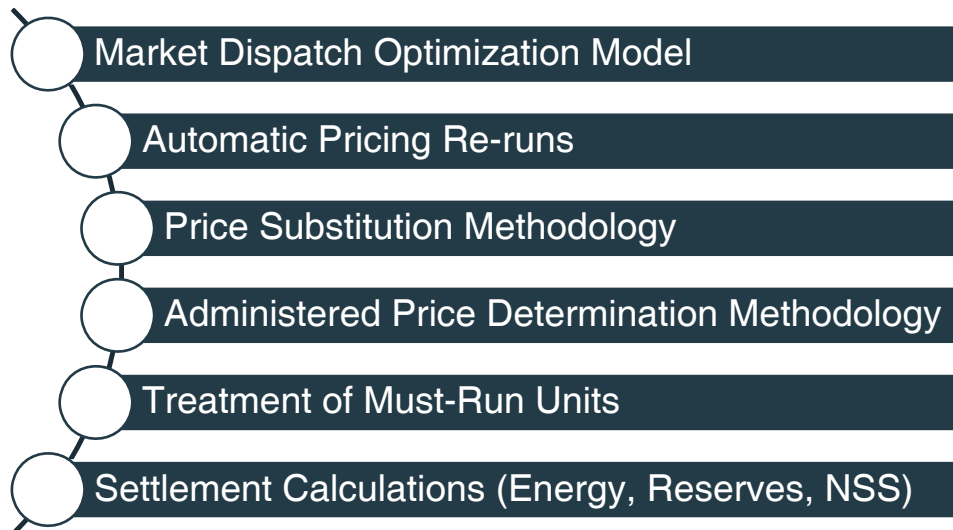 Market Dispatch Optimization Model
Automatic Pricing Re-runs
Price Substitution Methodology
Administered Price Determination Methodology
Treatment of Must-Run Units
Settlement Calculations (Energy, Reserves, NSS)